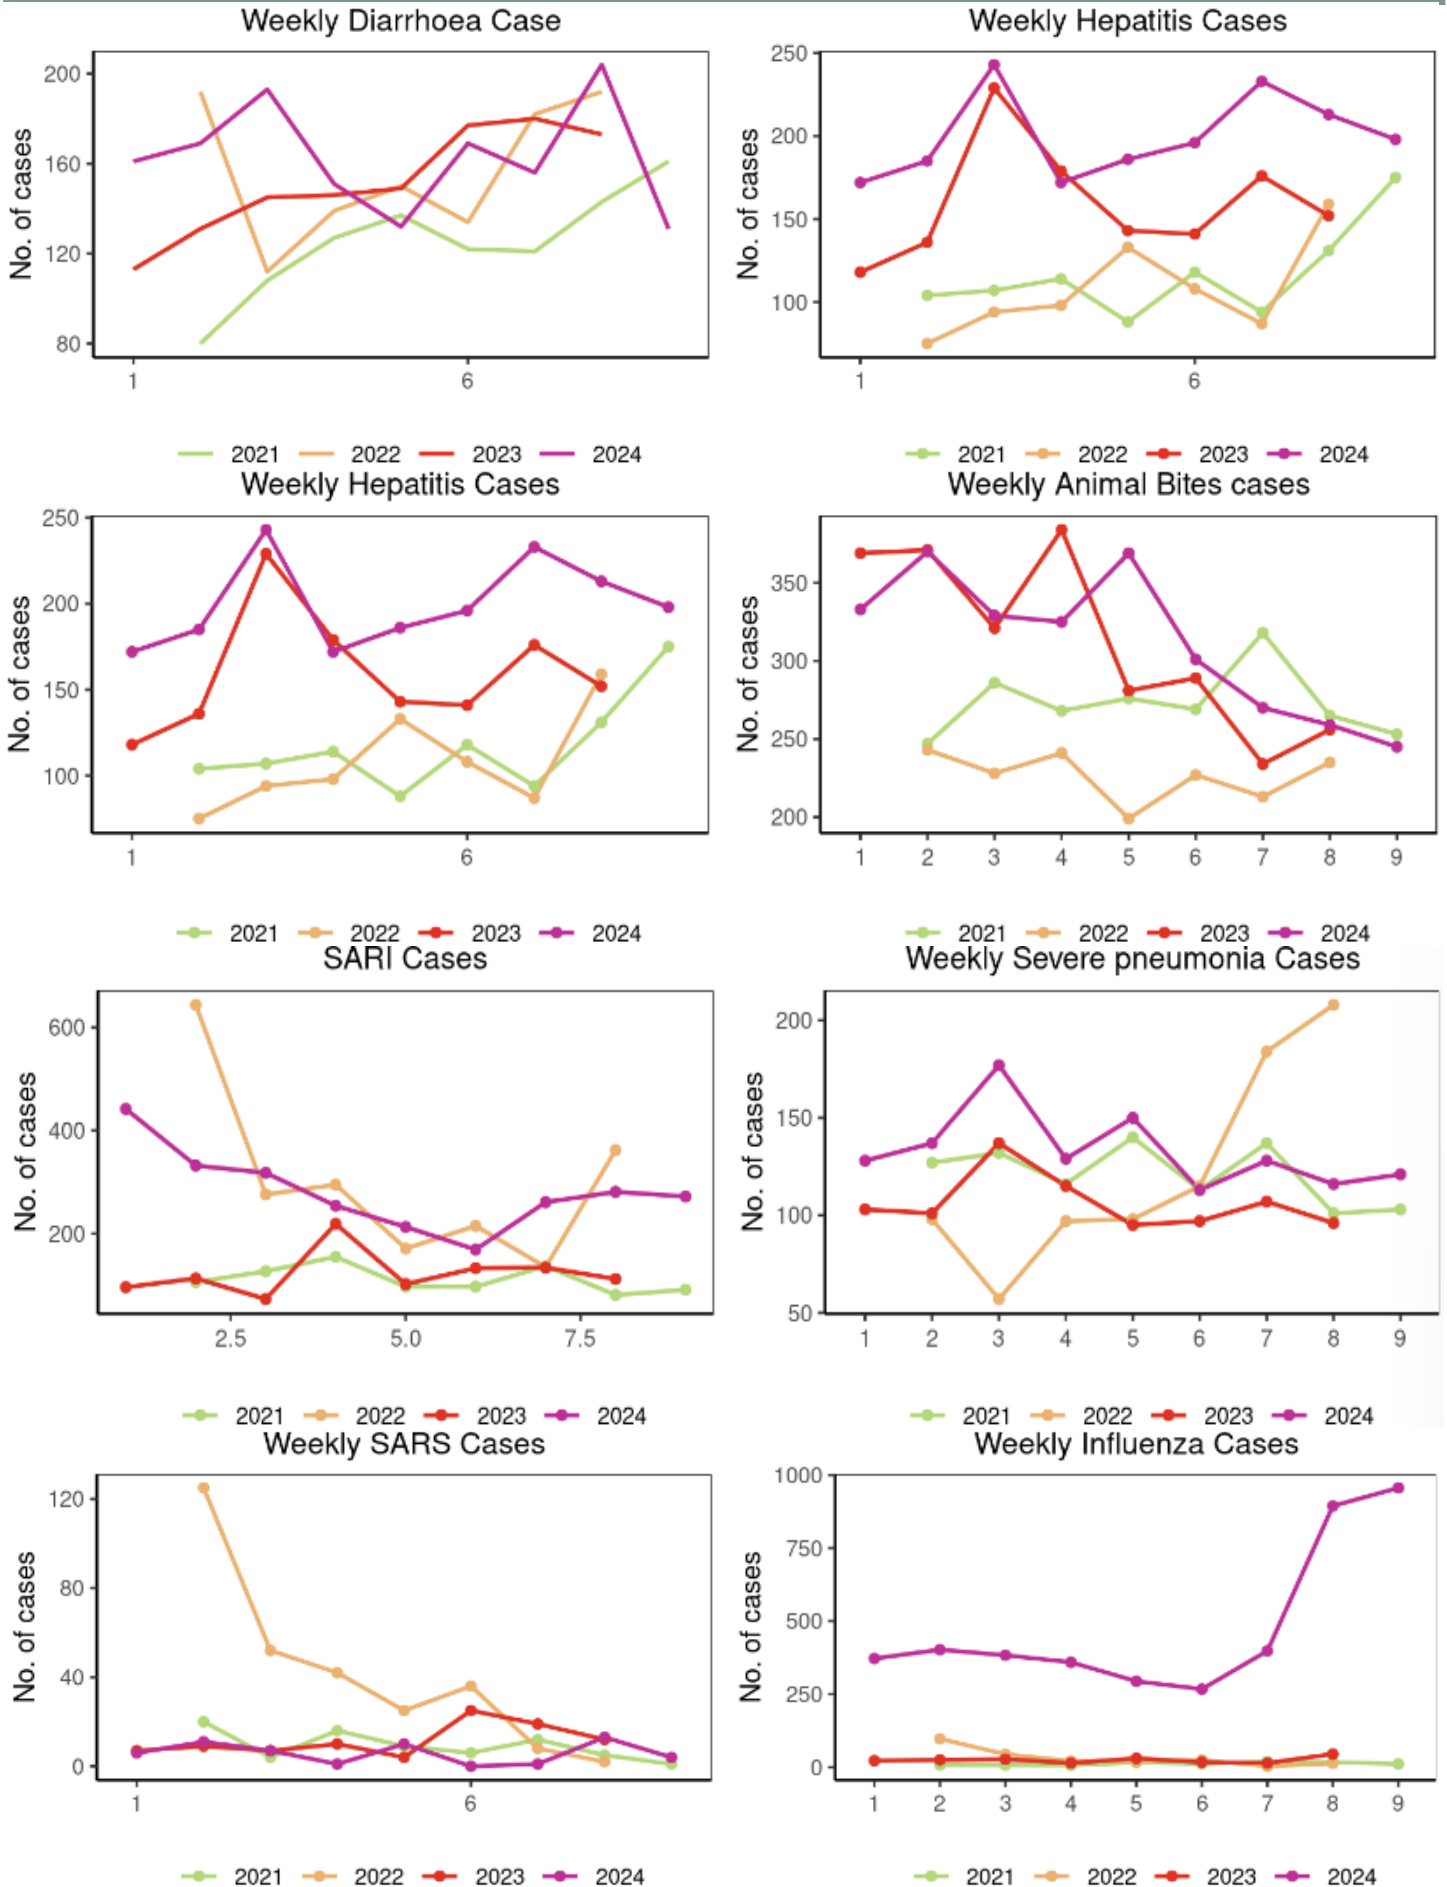 Weekly Diarrhoea Case
No. of cases
200
160
120
80
1 6
2021 2022 2023 2024
Weekly Hepatitis Cases
No. of cases
250
200
150
100
1 6
2021 2022 2023 2024
Weekly Hepatitis Cases
No. of cases
250
200
150
100
1 6
2021 2022 2023 2024
Weekly Animal Bites cases
No. of cases
350
300
250
200
1 2 3 4 5 6 7 8 9
2021 2022 2023 2024
SARI Cases
No. of cases
600
400
200
2.5 5.0 7.5
2021 2022 2023 2024
Weekly Severe pneumonia Cases
No. of cases
200
150
100
50
1 2 3 4 5 6 7 8 9
2021 2022 2023 2024
Weekly SARS Cases
No. of cases
120
80
40
0
1 6
2021 2022 2023 2024
Weekly Influenza Cases
No. of cases
1000
750
500
250
0
1 2 3 4 5 6 7 8 9
2021 2022 2023 2024